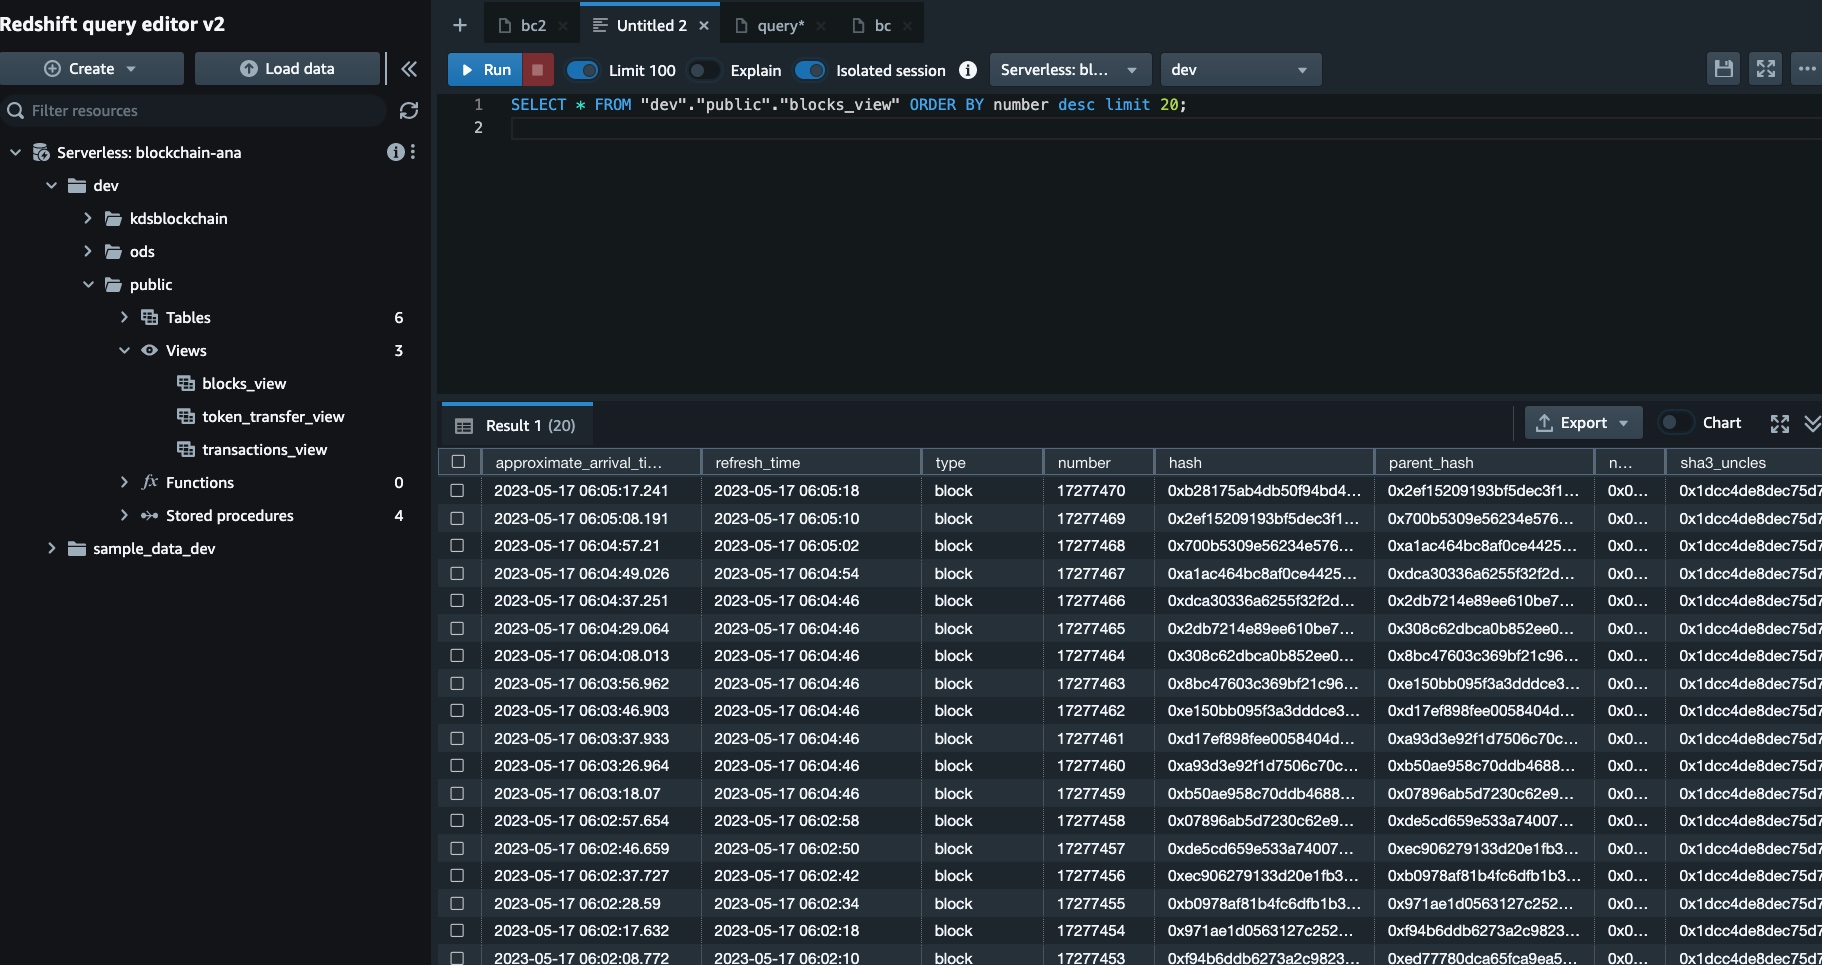 Redshift query editor v2
Create
Load data
Filter resources
Serverless: blockchain-ana
dev
kdsblockchain
ods
public
Tables 6
Views 3
blocks_view
token_transfer_view
transactions_view
Functions 0
Stored procedures 4
sample_data_dev
bc2 Untitled 2 query* bc
Run Limit 100 Explain Isolated session Serverless: bl... dev
1 SELECT * FROM "dev"."public"."blocks_view" ORDER BY number desc limit 20;
2
Result 1 (20) Export Chart
approximate_arrival_ti... refresh_time type number hash parent_hash n... sha3_uncles
2023-05-17 06:05:17.241 2023-05-17 06:05:18 block 17277470 0xb28175ab4db50f94bd4... 0x2ef15209193bf5dec3f1... 0x0... 0x1dcc4de8dec75d7
2023-05-17 06:05:08.191 2023-05-17 06:05:10 block 17277469 0x2ef15209193bf5dec3f1... 0x700b5309e56234e576... 0x0... 0x1dcc4de8dec75d7
2023-05-17 06:04:57.21 2023-05-17 06:05:02 block 17277468 0x700b5309e56234e576... 0xa1ac464bc8af0ce4425... 0x0... 0x1dcc4de8dec75d7
2023-05-17 06:04:49.026 2023-05-17 06:04:54 block 17277467 0xa1ac464bc8af0ce4425... 0xdca30336a6255f32f2d... 0x0... 0x1dcc4de8dec75d7
2023-05-17 06:04:37.251 2023-05-17 06:04:46 block 17277466 0xdca30336a6255f32f2d... 0x2db7214e89ee610be7... 0x0... 0x1dcc4de8dec75d7
2023-05-17 06:04:29.064 2023-05-17 06:04:46 block 17277465 0x2db7214e89ee610be7... 0x308c62dbca0b852ee0... 0x0... 0x1dcc4de8dec75d7
2023-05-17 06:04:08.013 2023-05-17 06:04:46 block 17277464 0x308c62dbca0b852ee0... 0x8bc47603c369bf21c96... 0x0... 0x1dcc4de8dec75d7
2023-05-17 06:03:56.962 2023-05-17 06:04:46 block 17277463 0x8bc47603c369bf21c96... 0xe150bb095f3a3dddce3... 0x0... 0x1dcc4de8dec75d7
2023-05-17 06:03:46.903 2023-05-17 06:04:46 block 17277462 0xe150bb095f3a3dddce3... 0xd17ef898fee0058404d... 0x0... 0x1dcc4de8dec75d7
2023-05-17 06:03:37.933 2023-05-17 06:04:46 block 17277461 0xd17ef898fee0058404d... 0xa93d3e92f1d7506c70c... 0x0... 0x1dcc4de8dec75d7
2023-05-17 06:03:26.964 2023-05-17 06:04:46 block 17277460 0xa93d3e92f1d7506c70c... 0xb50ae958c70ddb4688... 0x0... 0x1dcc4de8dec75d7
2023-05-17 06:03:18.07 2023-05-17 06:04:46 block 17277459 0xb50ae958c70ddb4688... 0x07896ab5d7230c62e9... 0x0... 0x1dcc4de8dec75d7
2023-05-17 06:02:57.654 2023-05-17 06:02:58 block 17277458 0x07896ab5d7230c62e9... 0xde5cd659e533a74007... 0x0... 0x1dcc4de8dec75d7
2023-05-17 06:02:46.659 2023-05-17 06:02:50 block 17277457 0xde5cd659e533a74007... 0xec906279133d20e1fb3... 0x0... 0x1dcc4de8dec75d7
2023-05-17 06:02:37.727 2023-05-17 06:02:42 block 17277456 0xec906279133d20e1fb3... 0xb0978af81b4fc6dfb1b3... 0x0... 0x1dcc4de8dec75d7
2023-05-17 06:02:28.59 2023-05-17 06:02:34 block 17277455 0xb0978af81b4fc6dfb1b3... 0x971ae1d0563127c252... 0x0... 0x1dcc4de8dec75d7
2023-05-17 06:02:17.632 2023-05-17 06:02:18 block 17277454 0x971ae1d0563127c252... 0xf94b6ddb6273a2c9823... 0x0... 0x1dcc4de8dec75d7
2023-05-17 06:02:08.772 2023-05-17 06:02:10 block 17277453 0xf94b6ddb6273a2c9823... 0xed77780dca65fca9ea5... 0x0... 0x1dcc4de8dec75d7